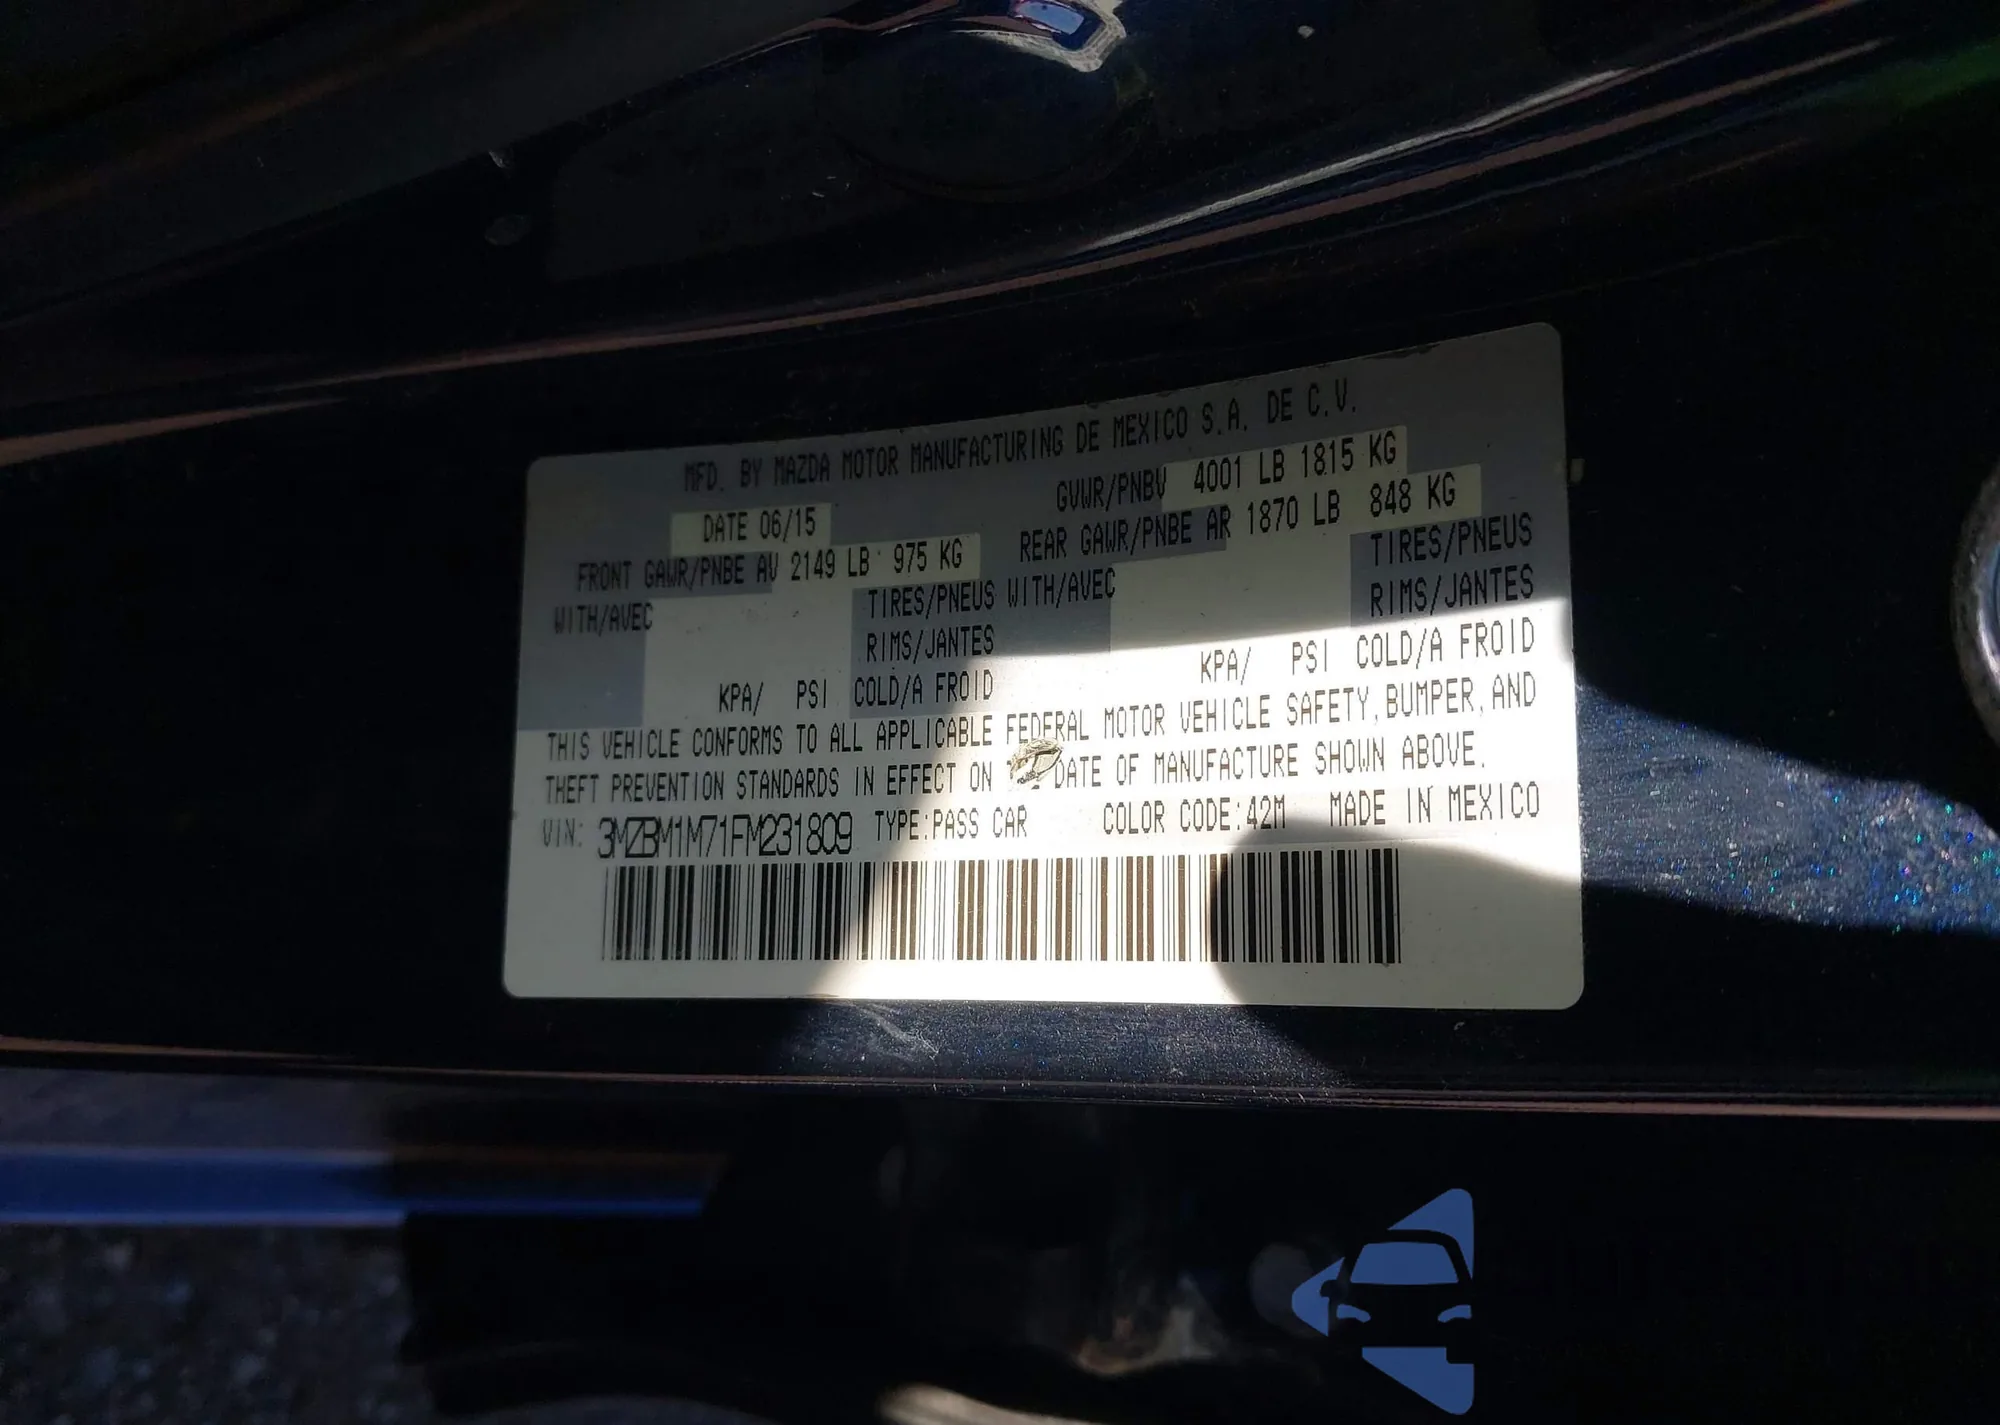 MFD. BY MAZDA MOTOR MANUFACTURING DE MEXICO S.A. DE C.V.
DATE 06/15 GVWR/PNBV 4001 LB 1815 KG
FRONT GAWR/PNBE AV 2149 LB 975 KG REAR GAWR/PNBE AR 1870 LB 848 KG
WITH/AVEC TIRES/PNEUS WITH/AVEC TIRES/PNEUS
RIMS/JANTES RIMS/JANTES
KPA/ PSI COLD/A FROID KPA/ PSI COLD/A FROID
THIS VEHICLE CONFORMS TO ALL APPLICABLE FEDERAL MOTOR VEHICLE SAFETY, BUMPER, AND
THEFT PREVENTION STANDARDS IN EFFECT ON DATE OF MANUFACTURE SHOWN ABOVE.
VIN: 3MZBM1M71FM231809 TYPE:PASS CAR COLOR CODE:42M MADE IN MEXICO